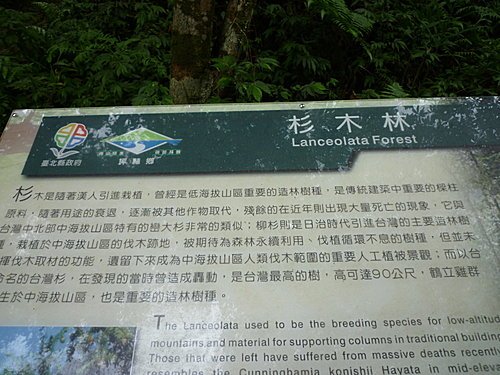 杉木林
Lanceolata Forest
臺北縣政府
坪林鄉
杉木是隨著漢人引進栽植，曾經是低海拔山區重要的造林樹種，是傳統建築中重要的樑柱
原料；隨著用途的衰退，逐漸被其他作物取代，殘餘的在近年則出現大量死亡的現象，它與
台灣中北部中海拔山區特有的巒大杉非常的類似；柳杉則是日治時代引進台灣的主要造林樹
種，栽植於中海拔山區的伐木跡地，被期待為森林永續利用、伐植循環不息的樹種，但並未
揮伐木取材的功能，遺留下來成為中海拔山區人類伐木範圍的重要人工植被景觀；而以台
命名的台灣杉，在發現的當時曾造成轟動，是台灣最高的樹，高可達90公尺，鶴立雞群
生於中海拔山區，也是重要的造林樹種。
The Lanceolata used to be the breeding species for low-altitud
mountains and material for supporting columns in traditional building
Those that were left have suffered from massive deaths recently
resembles the Cunninghamia konishii Hayata in mid-elev